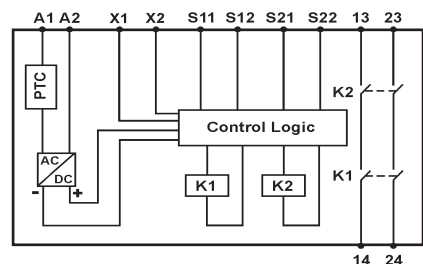 A1 A2 X1 X2 S11 S12 S21 S22 13 23
PTC
K2
Control Logic
AC
DC
- +
K1 K2
K1
14 24